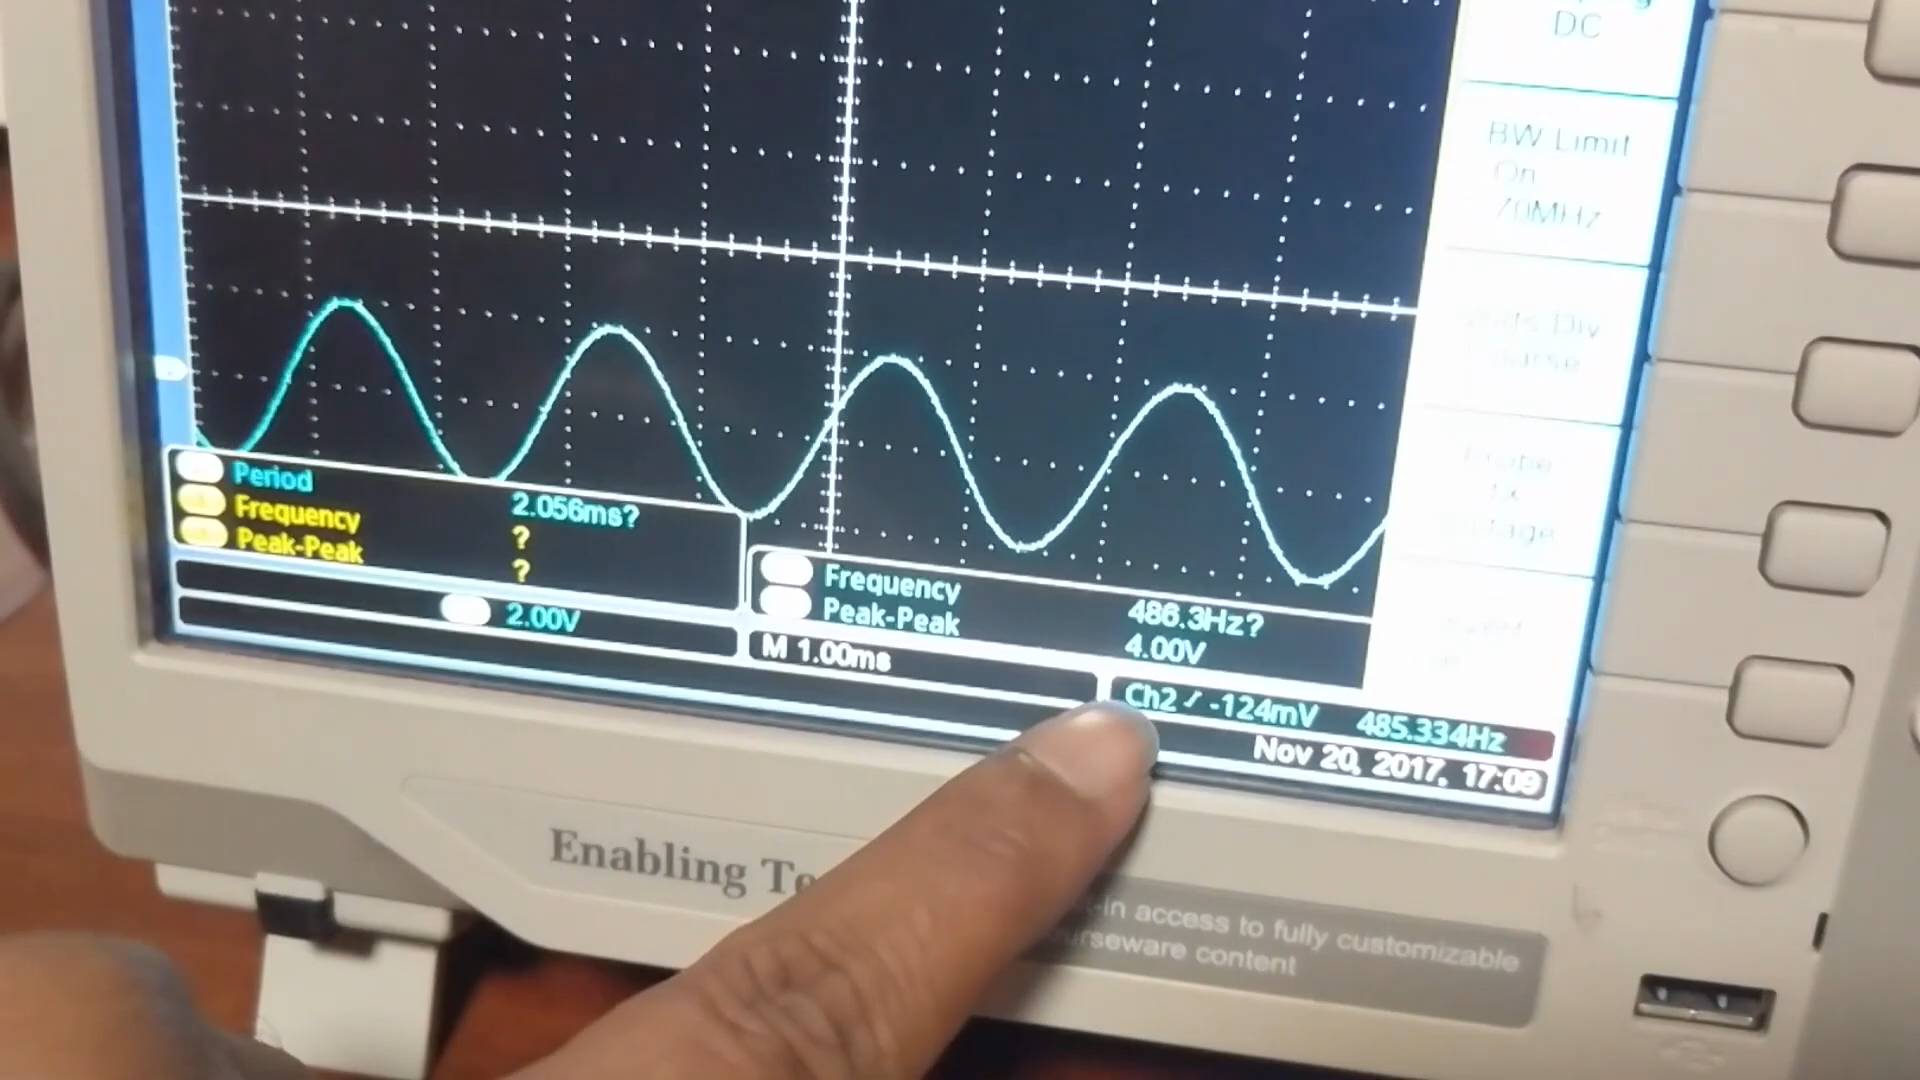 DC
BW Limit
On
70MHz
Period
2.056ms?
Frequency
?
Peak-Peak
?
Frequency
486.3Hz?
Peak-Peak
4.00V
2.00V
M 1.00ms
Ch2 / -124mV 485.334Hz
Nov 20, 2017, 17:09
Enabling
-in access to fully customizable
content